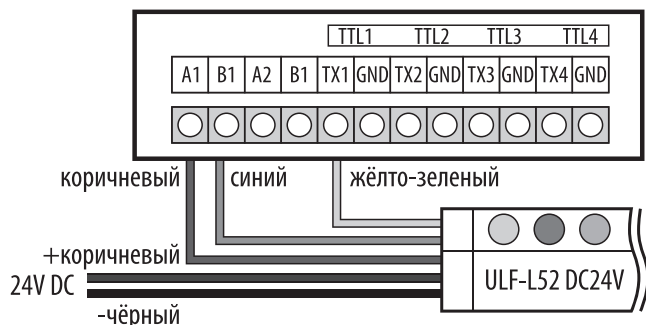 TTL1 TTL2 TTL3 TTL4
A1 B1 A2 B1 TX1 GND TX2 GND TX3 GND TX4 GND
коричневый синий жёлто-зеленый
+коричневый
24V DC
ULF-L52 DC24V
-чёрный